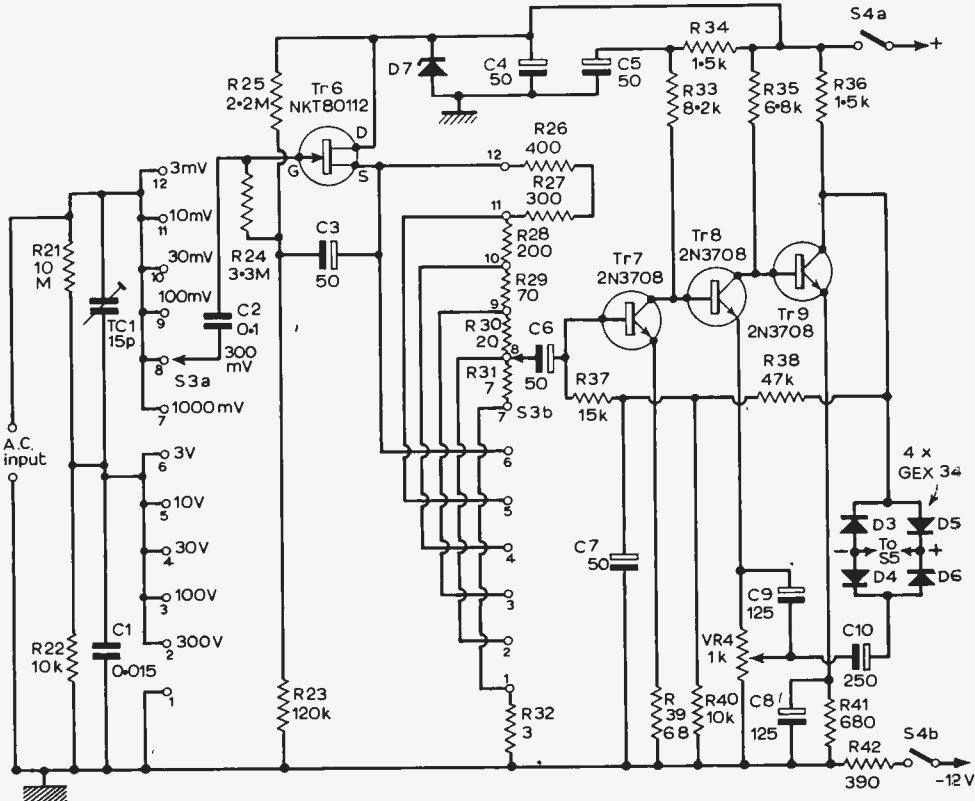 S4a
+
R34
1·5k
R25
2·2M
Tr6
NKT80112
D7
C4
50
C5
50
R33
8·2k
R35
6·8k
R36
1·5k
D
G
S
12
R26
400
R27
300
3mV
12
10mV
11
30mV
10
100mV
9
300
mV
8
S3a
1000mV
7
R21
10
M
TC1
15p
C2
0·1
R24
3·3M
C3
50
11
R28
200
10
R29
70
9
R30
20
8
R31
7
7
S3b
C6
50
Tr7
2N3708
Tr8
2N3708
Tr9
2N3708
R37
15k
R38
47k
A.C.
input
3V
6
10V
5
30V
4
100V
3
300V
2
1
6
5
4
3
2
1
4 x
GEX 34
D3
D5
- To +
S5
D4
D6
C7
50
C9
125
VR4
1k
C10
250
R22
10k
C1
0·015
R23
120k
R32
3
R
39
68
R40
10k
C8
125
R41
680
R42
390
S4b
-12V